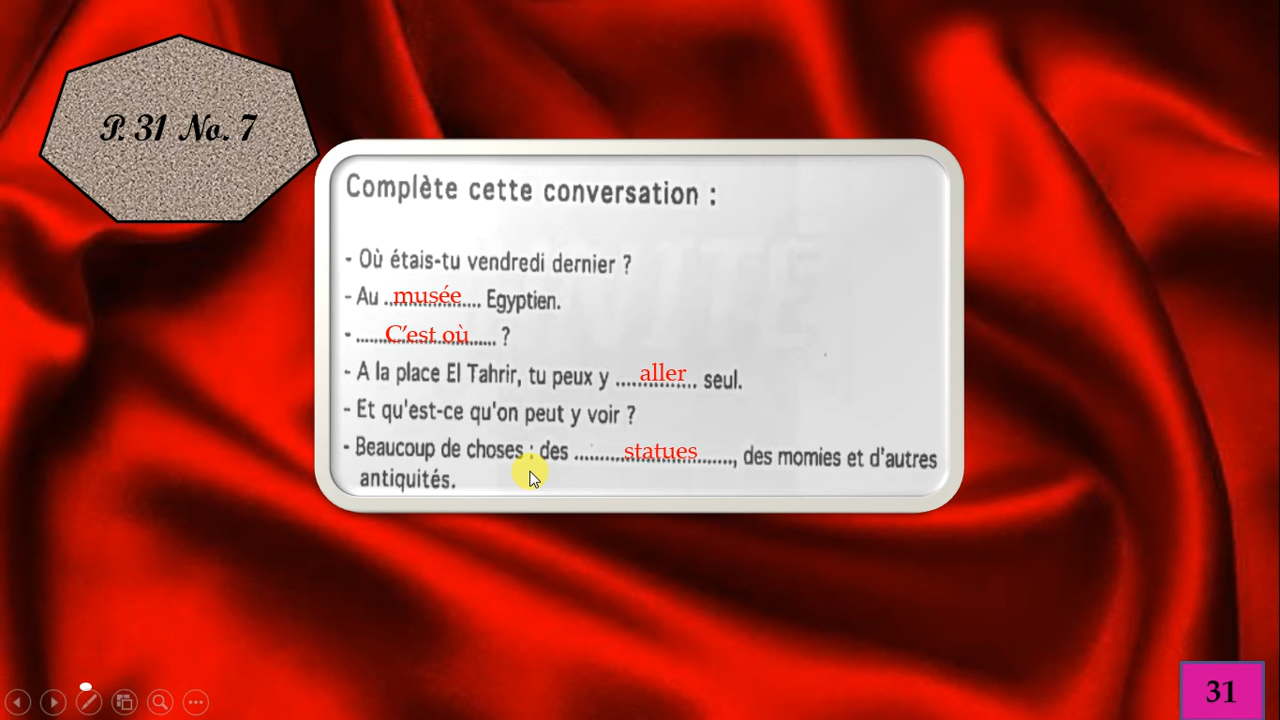 P. 31 No. 7
Complète cette conversation :
- Où étais-tu vendredi dernier ?
- Au ..musée.... Egyptien.
- ......C'est où...... ?
- A la place El Tahrir, tu peux y ....aller.... seul.
- Et qu'est-ce qu'on peut y voir ?
- Beaucoup de choses : des ..........statues.........., des momies et d'autres
antiquités.
31